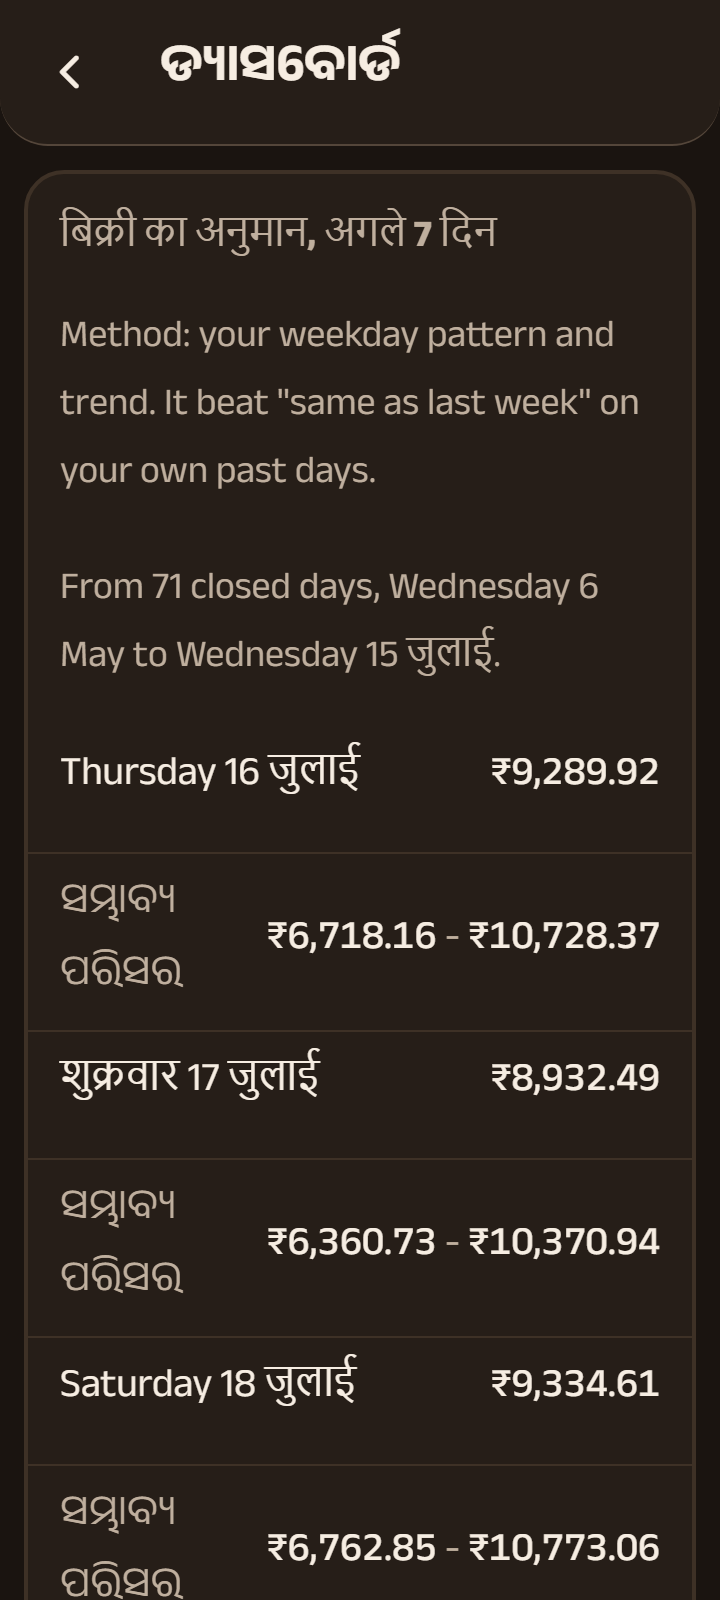 ଡ୍ୟାସବୋର୍ଡ
बिक्री का अनुमान, अगले 7 दिन
Method: your weekday pattern and
trend. It beat "same as last week" on
your own past days.
From 71 closed days, Wednesday 6
May to Wednesday 15 जुलाई.
Thursday 16 जुलाई ₹9,289.92
ସମ୍ଭାବ୍ୟ
ପରିସର
₹6,718.16 - ₹10,728.37
शुक्रवार 17 जुलाई ₹8,932.49
ସମ୍ଭାବ୍ୟ
ପରିସର
₹6,360.73 - ₹10,370.94
Saturday 18 जुलाई ₹9,334.61
ସମ୍ଭାବ୍ୟ
ପରିସର
₹6,762.85 - ₹10,773.06